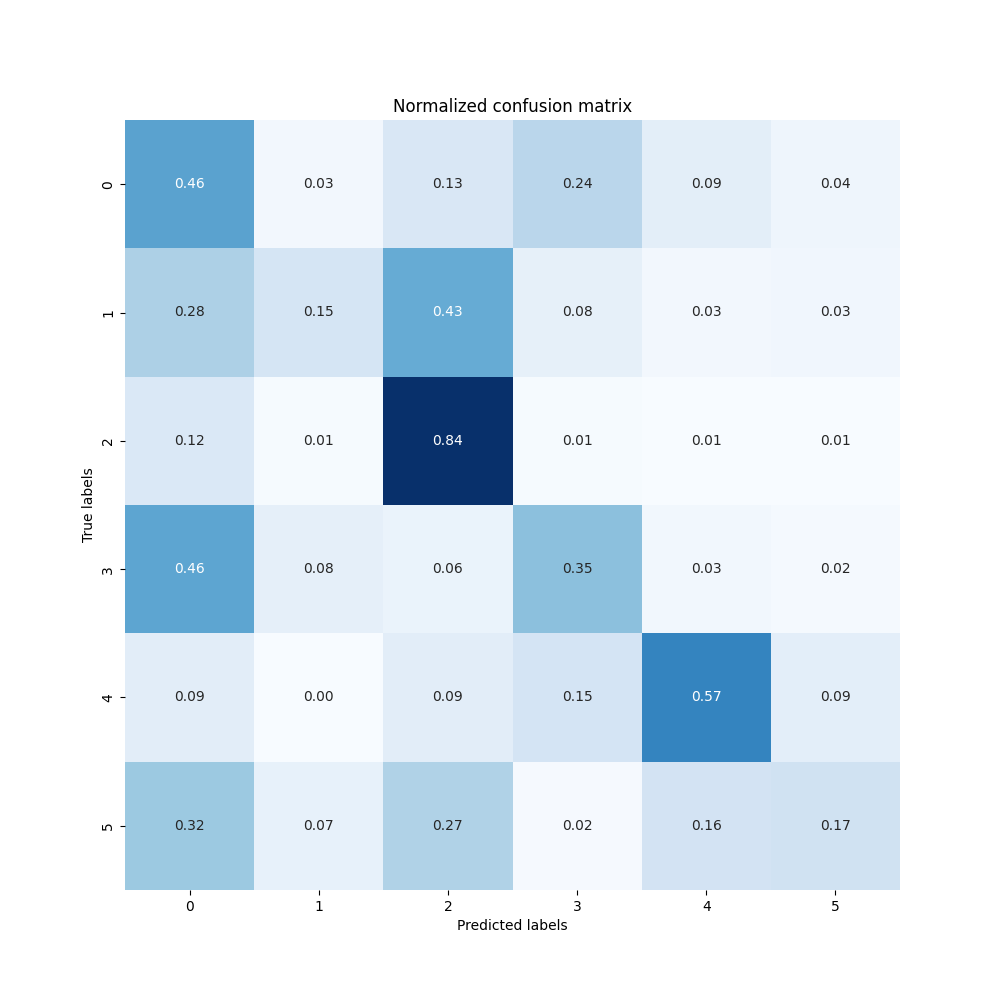 Normalized confusion matrix
True labels
0 0.46 0.03 0.13 0.24 0.09 0.04
1 0.28 0.15 0.43 0.08 0.03 0.03
2 0.12 0.01 0.84 0.01 0.01 0.01
3 0.46 0.08 0.06 0.35 0.03 0.02
4 0.09 0.00 0.09 0.15 0.57 0.09
5 0.32 0.07 0.27 0.02 0.16 0.17
0 1 2 3 4 5
Predicted labels